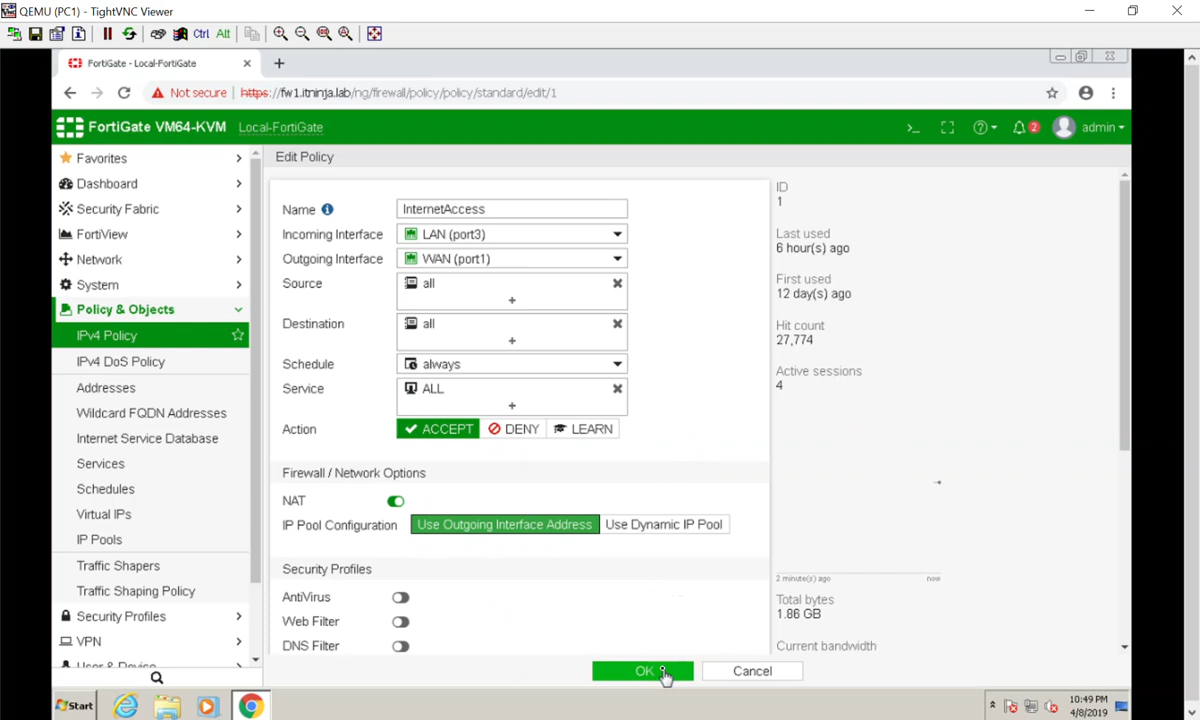 QEMU (PC1) - TightVNC Viewer
Ctrl Alt
FortiGate - Local-FortiGate
Not secure | https://fw1.itninja.lab/ng/firewall/policy/policy/standard/edit/1
FortiGate VM64-KVM Local-FortiGate
>_ 2 admin
Favorites
Dashboard
Security Fabric
FortiView
Network
System
Policy & Objects
IPv4 Policy
IPv4 DoS Policy
Addresses
Wildcard FQDN Addresses
Internet Service Database
Services
Schedules
Virtual IPs
IP Pools
Traffic Shapers
Traffic Shaping Policy
Security Profiles
VPN
User & Device
Edit Policy
Name InternetAccess
Incoming Interface LAN (port3)
Outgoing Interface WAN (port1)
Source all
+
Destination all
+
Schedule always
Service ALL
+
Action ACCEPT DENY LEARN
Firewall / Network Options
NAT
IP Pool Configuration Use Outgoing Interface Address Use Dynamic IP Pool
Security Profiles
AntiVirus
Web Filter
DNS Filter
OK Cancel
ID
1
Last used
6 hour(s) ago
First used
12 day(s) ago
Hit count
27,774
Active sessions
4
2 minute(s) ago now
Total bytes
1.86 GB
Current bandwidth
Start
10:49 PM
4/8/2019